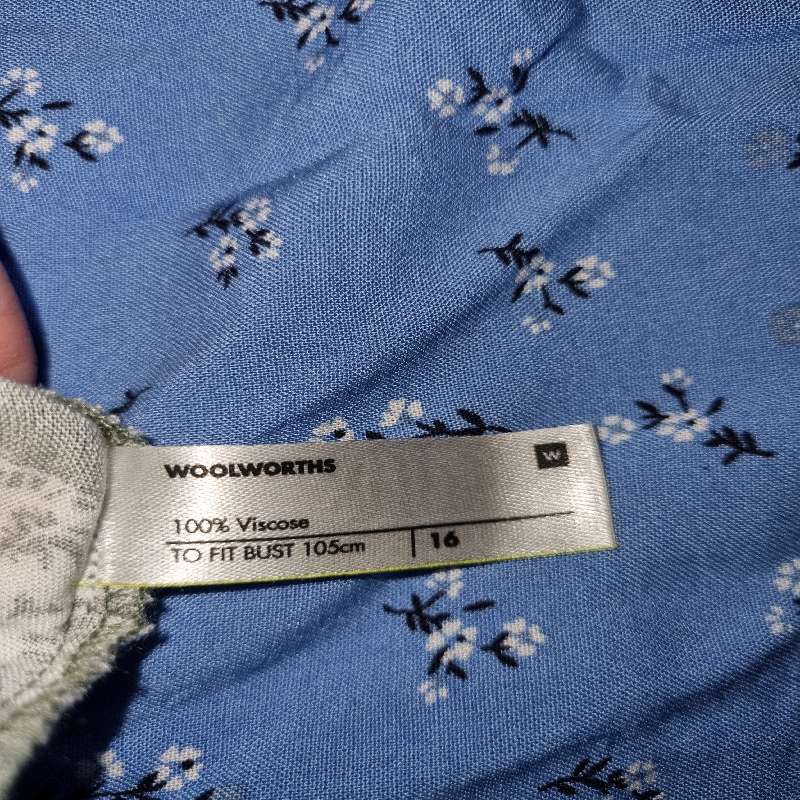 WOOLWORTHS
W
100% Viscose
TO FIT BUST 105cm | 16